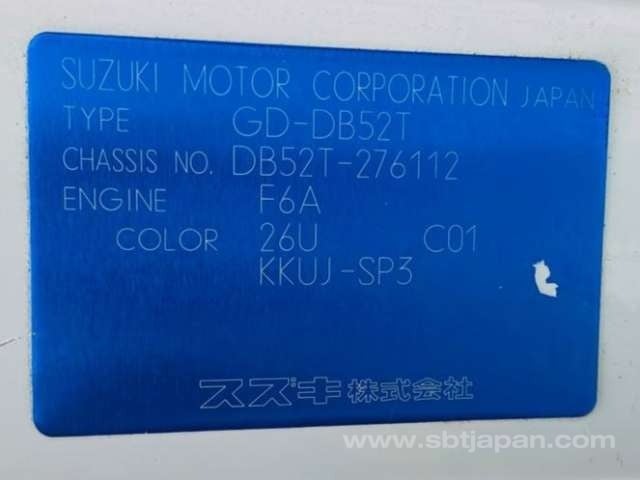 SUZUKI MOTOR CORPORATION JAPAN
TYPE GD-DB52T
CHASSIS NO. DB52T-276112
ENGINE F6A
COLOR 26U C01
KKUJ-SP3
スズキ株式会社
www.sbtjapan.com